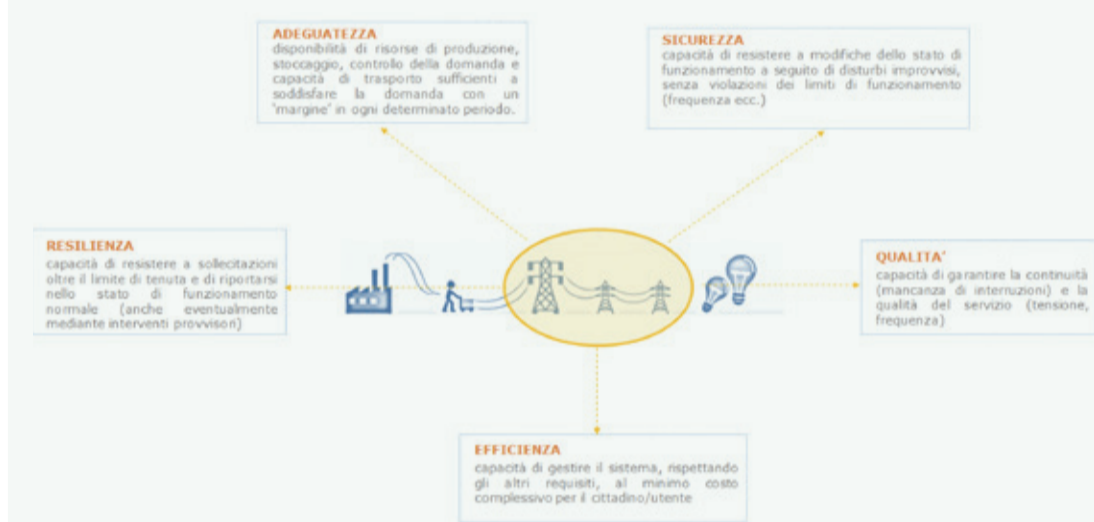 ADEGUATEZZA
disponibilità di risorse di produzione,
stoccaggio, controllo della domanda e
capacità di trasporto sufficienti a
soddisfare la domanda con un
'margine' in ogni determinato periodo.
SICUREZZA
capacità di resistere a modifiche dello stato di
funzionamento a seguito di disturbi improvvisi,
senza violazioni dei limiti di funzionamento
(frequenza ecc.)
RESILIENZA
capacità di resistere a sollecitazioni
oltre il limite di tenuta e di riportarsi
nello stato di funzionamento
normale (anche eventualmente
mediante interventi provvisori)
QUALITA'
capacità di garantire la continuità
(mancanza di interruzioni) e la
qualità del servizio (tensione,
frequenza)
EFFICIENZA
capacità di gestire il sistema, rispettando
gli altri requisiti, al minimo costo
complessivo per il cittadino/utente